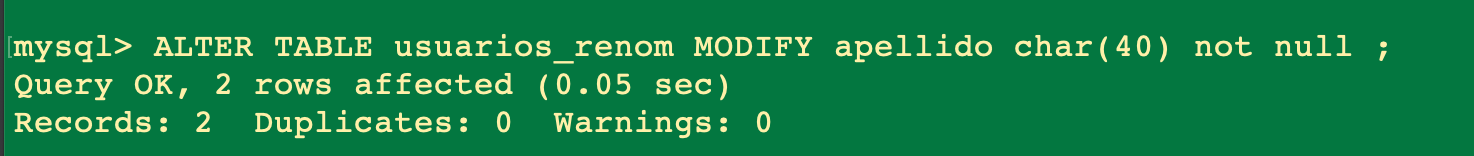 [mysql> ALTER TABLE usuarios_renom MODIFY apellido char(40) not null ;
Query OK, 2 rows affected (0.05 sec)
Records: 2  Duplicates: 0  Warnings: 0